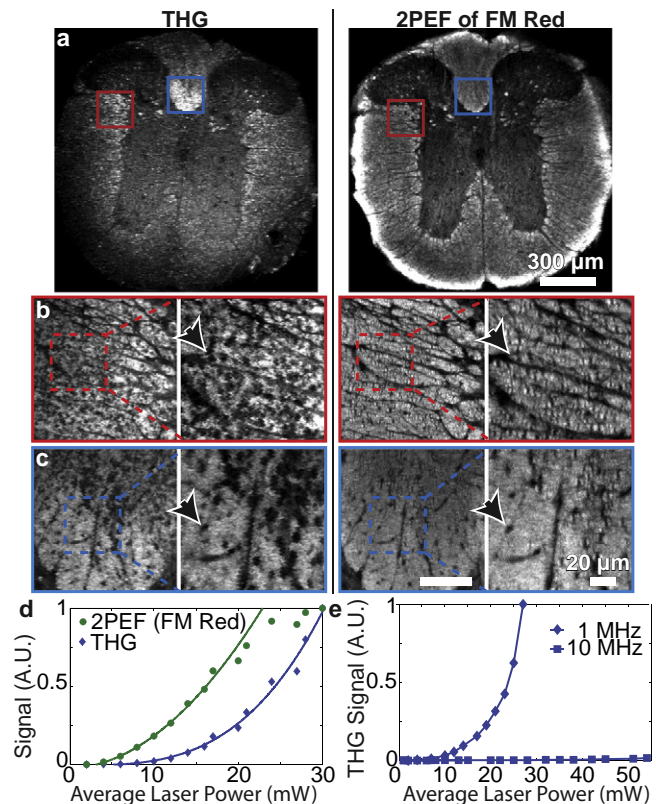 THG
2PEF of FM Red
a
300 µm
b
c
20 µm
d
1
0.5
0
Signal (A.U.)
2PEF (FM Red)
THG
0 10 20 30
Average Laser Power (mW)
e
1
0.5
0
THG Signal (A.U.)
1 MHz
10 MHz
0 10 20 30 40 50
Average Laser Power (mW)